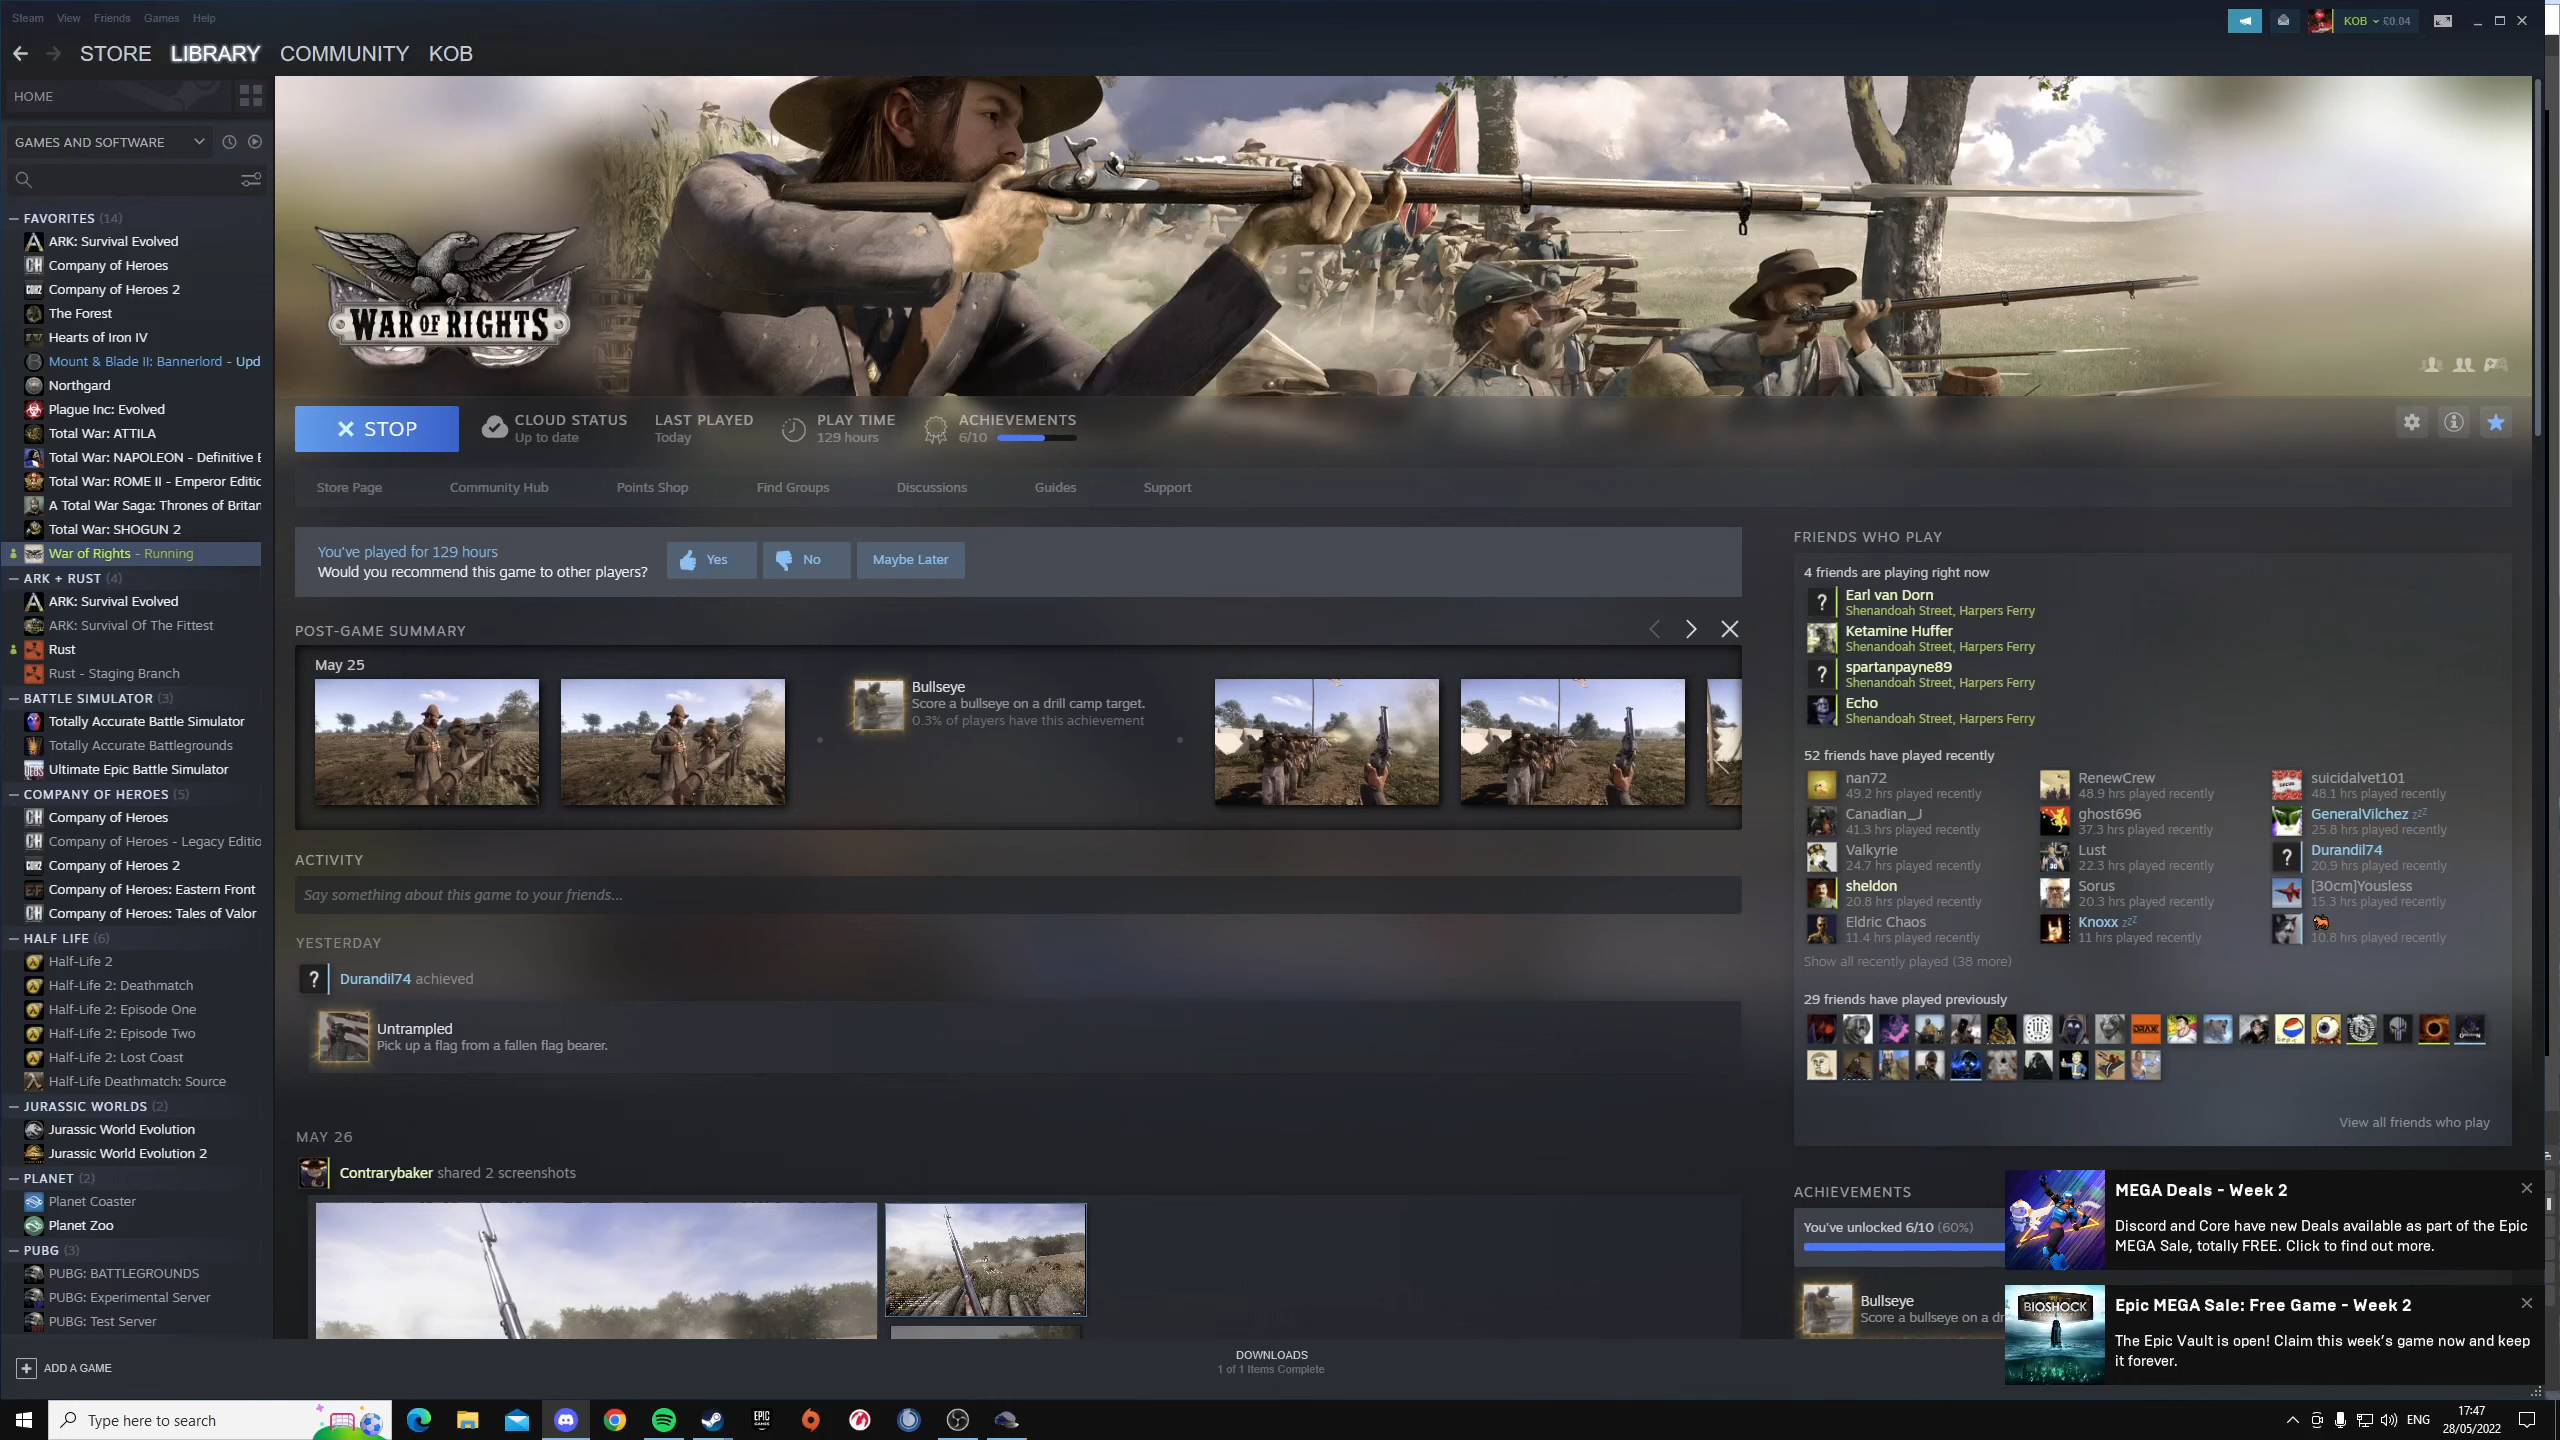 Steam View Friends Games Help
KOB £0.04
STORE LIBRARY COMMUNITY KOB
HOME
GAMES AND SOFTWARE
FAVORITES (14)
ARK: Survival Evolved
Company of Heroes
Company of Heroes 2
The Forest
Hearts of Iron IV
Mount & Blade II: Bannerlord - Upd
Northgard
Plague Inc: Evolved
Total War: ATTILA
Total War: NAPOLEON - Definitive E
Total War: ROME II - Emperor Editic
A Total War Saga: Thrones of Britan
Total War: SHOGUN 2
War of Rights - Running
ARK + RUST (4)
ARK: Survival Evolved
ARK: Survival Of The Fittest
Rust
Rust - Staging Branch
BATTLE SIMULATOR (3)
Totally Accurate Battle Simulator
Totally Accurate Battlegrounds
Ultimate Epic Battle Simulator
COMPANY OF HEROES (5)
Company of Heroes
Company of Heroes - Legacy Editio
Company of Heroes 2
Company of Heroes: Eastern Front
Company of Heroes: Tales of Valor
HALF LIFE (6)
Half-Life 2
Half-Life 2: Deathmatch
Half-Life 2: Episode One
Half-Life 2: Episode Two
Half-Life 2: Lost Coast
Half-Life Deathmatch: Source
JURASSIC WORLDS (2)
Jurassic World Evolution
Jurassic World Evolution 2
PLANET (2)
Planet Coaster
Planet Zoo
PUBG (3)
PUBG: BATTLEGROUNDS
PUBG: Experimental Server
PUBG: Test Server
ADD A GAME
WAR OF RIGHTS
STOP
CLOUD STATUS
Up to date
LAST PLAYED
Today
PLAY TIME
129 hours
ACHIEVEMENTS
6/10
Store Page Community Hub Points Shop Find Groups Discussions Guides Support
You've played for 129 hours
Would you recommend this game to other players?
Yes No Maybe Later
POST-GAME SUMMARY
May 25
Bullseye
Score a bullseye on a drill camp target.
0.3% of players have this achievement
ACTIVITY
Say something about this game to your friends...
YESTERDAY
Durandil74 achieved
Untrampled
Pick up a flag from a fallen flag bearer.
MAY 26
Contrarybaker shared 2 screenshots
FRIENDS WHO PLAY
4 friends are playing right now
Earl van Dorn
Shenandoah Street, Harpers Ferry
Ketamine Huffer
Shenandoah Street, Harpers Ferry
spartanpayne89
Shenandoah Street, Harpers Ferry
Echo
Shenandoah Street, Harpers Ferry
52 friends have played recently
nan72
49.2 hrs played recently
RenewCrew
48.9 hrs played recently
suicidalvet101
48.1 hrs played recently
Canadian_J
41.3 hrs played recently
ghost696
37.3 hrs played recently
GeneralVilchez zzZ
25.8 hrs played recently
Valkyrie
24.7 hrs played recently
Lust
22.3 hrs played recently
Durandil74
20.9 hrs played recently
sheldon
20.8 hrs played recently
Sorus
20.3 hrs played recently
[30cm]Yousless
15.3 hrs played recently
Eldric Chaos
11.4 hrs played recently
Knoxx zzZ
11 hrs played recently
10.8 hrs played recently
Show all recently played (38 more)
29 friends have played previously
View all friends who play
ACHIEVEMENTS
You've unlocked 6/10 (60%)
Bullseye
Score a bullseye on a dr
MEGA Deals - Week 2
Discord and Core have new Deals available as part of the Epic
MEGA Sale, totally FREE. Click to find out more.
BIOSHOCK
Epic MEGA Sale: Free Game - Week 2
The Epic Vault is open! Claim this week's game now and keep
it forever.
DOWNLOADS
1 of 1 Items Complete
Type here to search
EPIC GAMES
ENG
17:47
28/05/2022